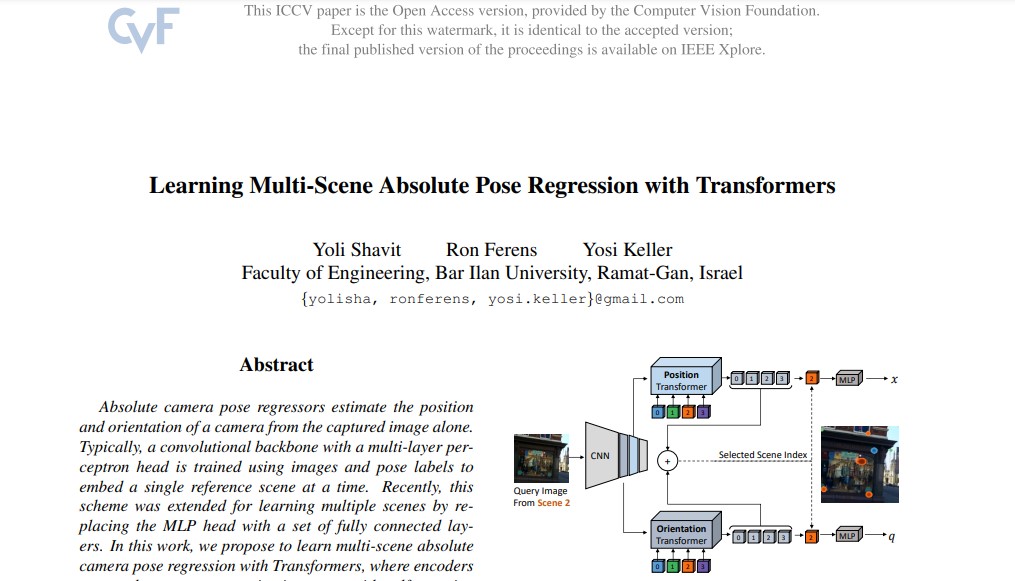 CVF
This ICCV paper is the Open Access version, provided by the Computer Vision Foundation.
Except for this watermark, it is identical to the accepted version;
the final published version of the proceedings is available on IEEE Xplore.
Learning Multi-Scene Absolute Pose Regression with Transformers
Yoli Shavit Ron Ferens Yosi Keller
Faculty of Engineering, Bar Ilan University, Ramat-Gan, Israel
{yolisha, ronferens, yosi.keller}@gmail.com
Abstract
Absolute camera pose regressors estimate the position
and orientation of a camera from the captured image alone.
Typically, a convolutional backbone with a multi-layer per-
ceptron head is trained using images and pose labels to
embed a single reference scene at a time. Recently, this
scheme was extended for learning multiple scenes by re-
placing the MLP head with a set of fully connected lay-
ers. In this work, we propose to learn multi-scene absolute
camera pose regression with Transformers, where encoders
Position
Transformer
0 1 2 3
2
MLP
x
0 1 2 3
CNN
+
Selected Scene Index
Query Image
From Scene 2
Orientation
Transformer
0 1 2 3
2
MLP
q
0 1 2 3